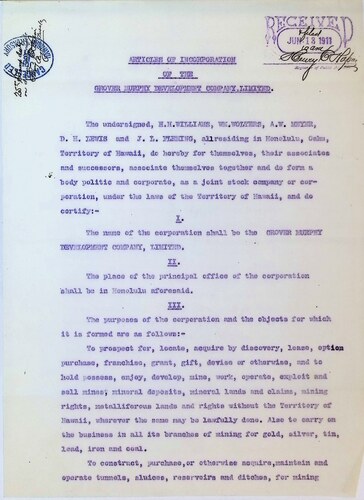 RECEIVED
JUN 13 1911
ARTICLES OF INCORPORATION
OF THE
GROVER MURPHY DEVELOPMENT COMPANY, LIMITED.
The undersigned, E.H.WILLIAMS, WM.WOLTERS, A.W. MEYER,
D. H. LEWIS and J. L. FLEMING, all residing in Honolulu, Oahu,
Territory of Hawaii, do hereby for themselves, their associates
and successors, associate themselves together and do form a
body politic and corporate, as a joint stock company or cor-
poration, under the laws of the Territory of Hawaii, and do
certify:-
I.
The name of the corporation shall be the GROVER MURPHY
DEVELOPMENT COMPANY, LIMITED.
II.
The place of the principal office of the corporation
shall be in Honolulu aforesaid.
III.
The purposes of the corporation and the objects for which
it is formed are as follows:-
To prospect for, locate, acquire by discovery, lease, option
purchase, franchise, grant, gift, devise or otherwise, and to
hold possess, enjoy, develop, mine, work, operate, exploit and
sell mines, mineral deposits, mineral lands and claims, mining
rights, metalliferous lands and rights without the Territory of
Hawaii, wherever the same may be lawfully done. Also to carry on
the business in all its branches of mining for gold, silver, tin,
lead, iron and coal.
To construct, purchase,or otherwise acquire,maintain and
operate tunnels, sluices, reservoirs and ditches, for mining